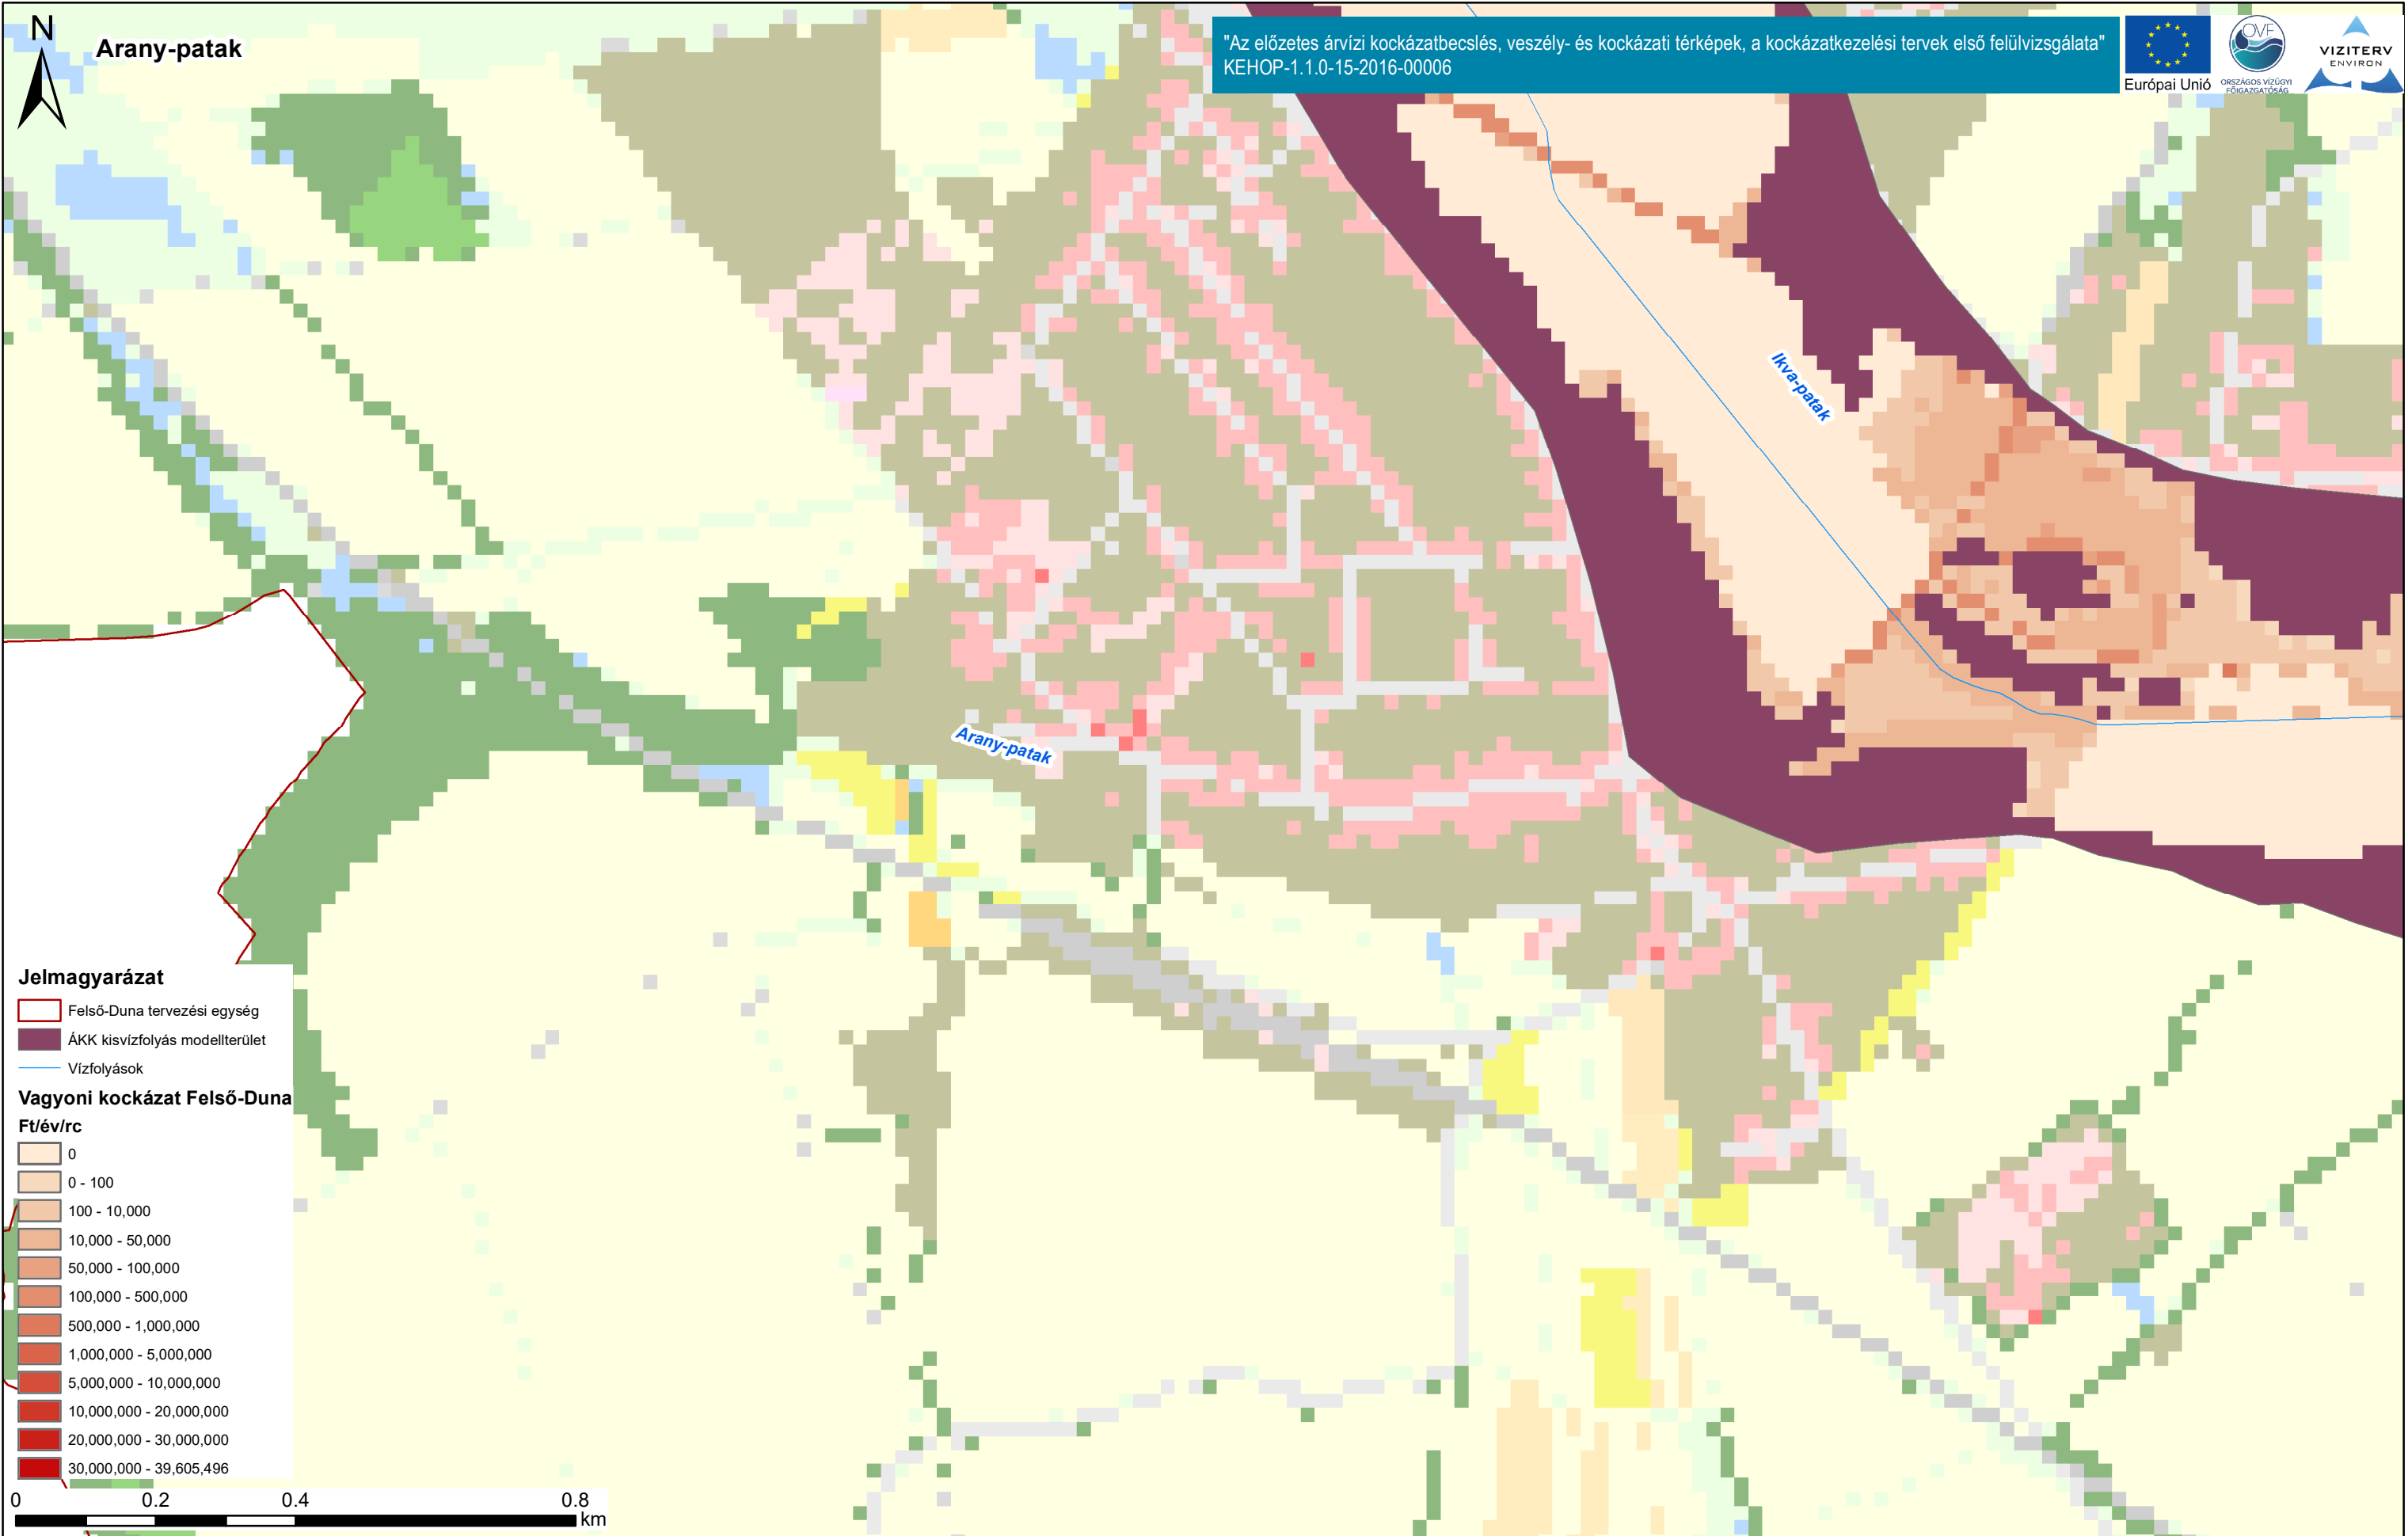 N
Arany-patak
"Az előzetes árvízi kockázatbecslés, veszély- és kockázati térképek, a kockázatkezelési tervek első felülvizsgálata"
KEHOP-1.1.0-15-2016-00006
Európai Unió
OVF
ORSZÁGOS VÍZÜGYI
FŐIGAZGATÓSÁG
VIZITERV
ENVIRON
Ikva-patak
Arany-patak
Jelmagyarázat
Felső-Duna tervezési egység
ÁKK kisvízfolyás modellterület
Vízfolyások
Vagyoni kockázat Felső-Duna
Ft/év/rc
0
0 - 100
100 - 10,000
10,000 - 50,000
50,000 - 100,000
100,000 - 500,000
500,000 - 1,000,000
1,000,000 - 5,000,000
5,000,000 - 10,000,000
10,000,000 - 20,000,000
20,000,000 - 30,000,000
30,000,000 - 39,605,496
0 0.2 0.4 0.8
km